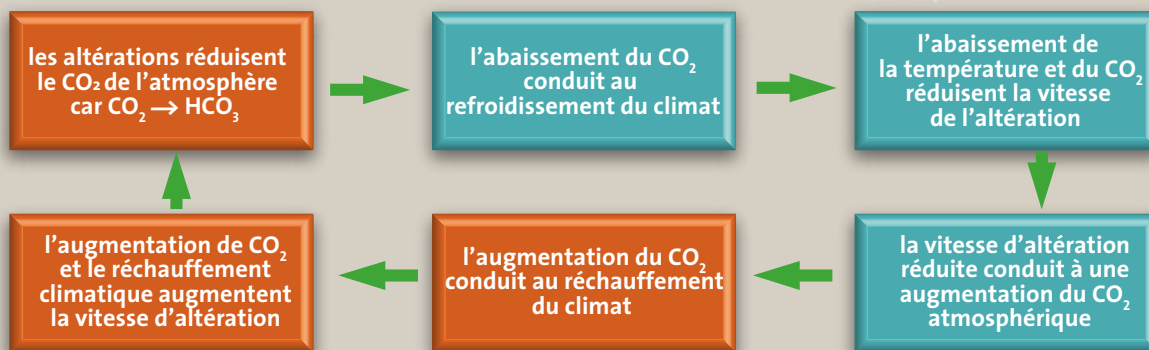 les altérations réduisent
le CO₂ de l'atmosphère
car CO₂ → HCO₃
l'abaissement du CO₂
conduit au
refroidissement du climat
l'abaissement de
la température et du CO₂
réduisent la vitesse
de l'altération
la vitesse d'altération
réduite conduit à une
augmentation du CO₂
atmosphérique
l'augmentation du CO₂
conduit au réchauffement
du climat
l'augmentation de CO₂
et le réchauffement
climatique augmentent
la vitesse d'altération